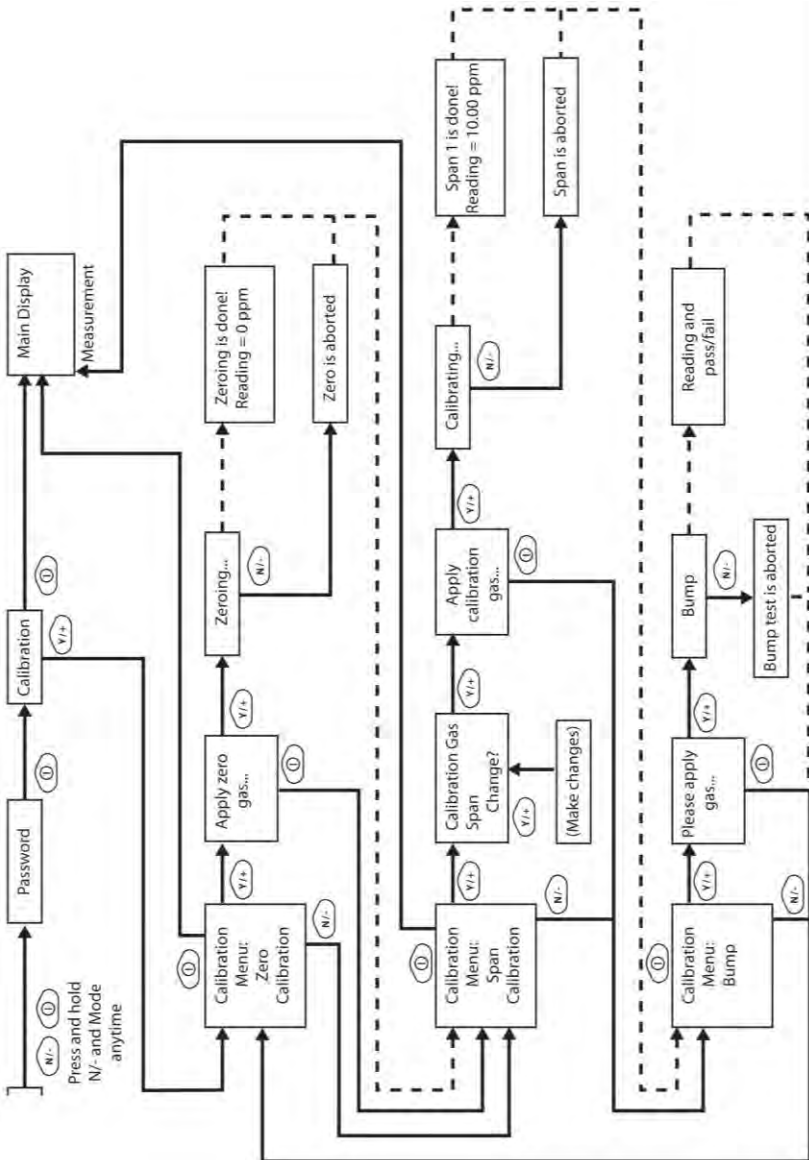 N/-
Press and hold
N/- and Mode
anytime
Password
Calibration
Y/+
Main Display
Measurement
Calibration
Menu:
Zero
Calibration
Y/+
N/-
Apply zero
gas...
Y/+
Zeroing...
N/-
Zeroing is done!
Reading = 0 ppm
Zero is aborted
Calibration
Menu:
Span
Calibration
Y/+
N/-
Calibration Gas
Span
Change?
Y/+
(Make changes)
Y/+
Apply
calibration
gas...
Y/+
Calibrating...
N/-
Span 1 is done!
Reading = 10.00 ppm
Span is aborted
Calibration
Menu:
Bump
Y/+
N/-
Please apply
gas...
Y/+
Bump
N/-
Bump test is aborted
Reading and
pass/fail